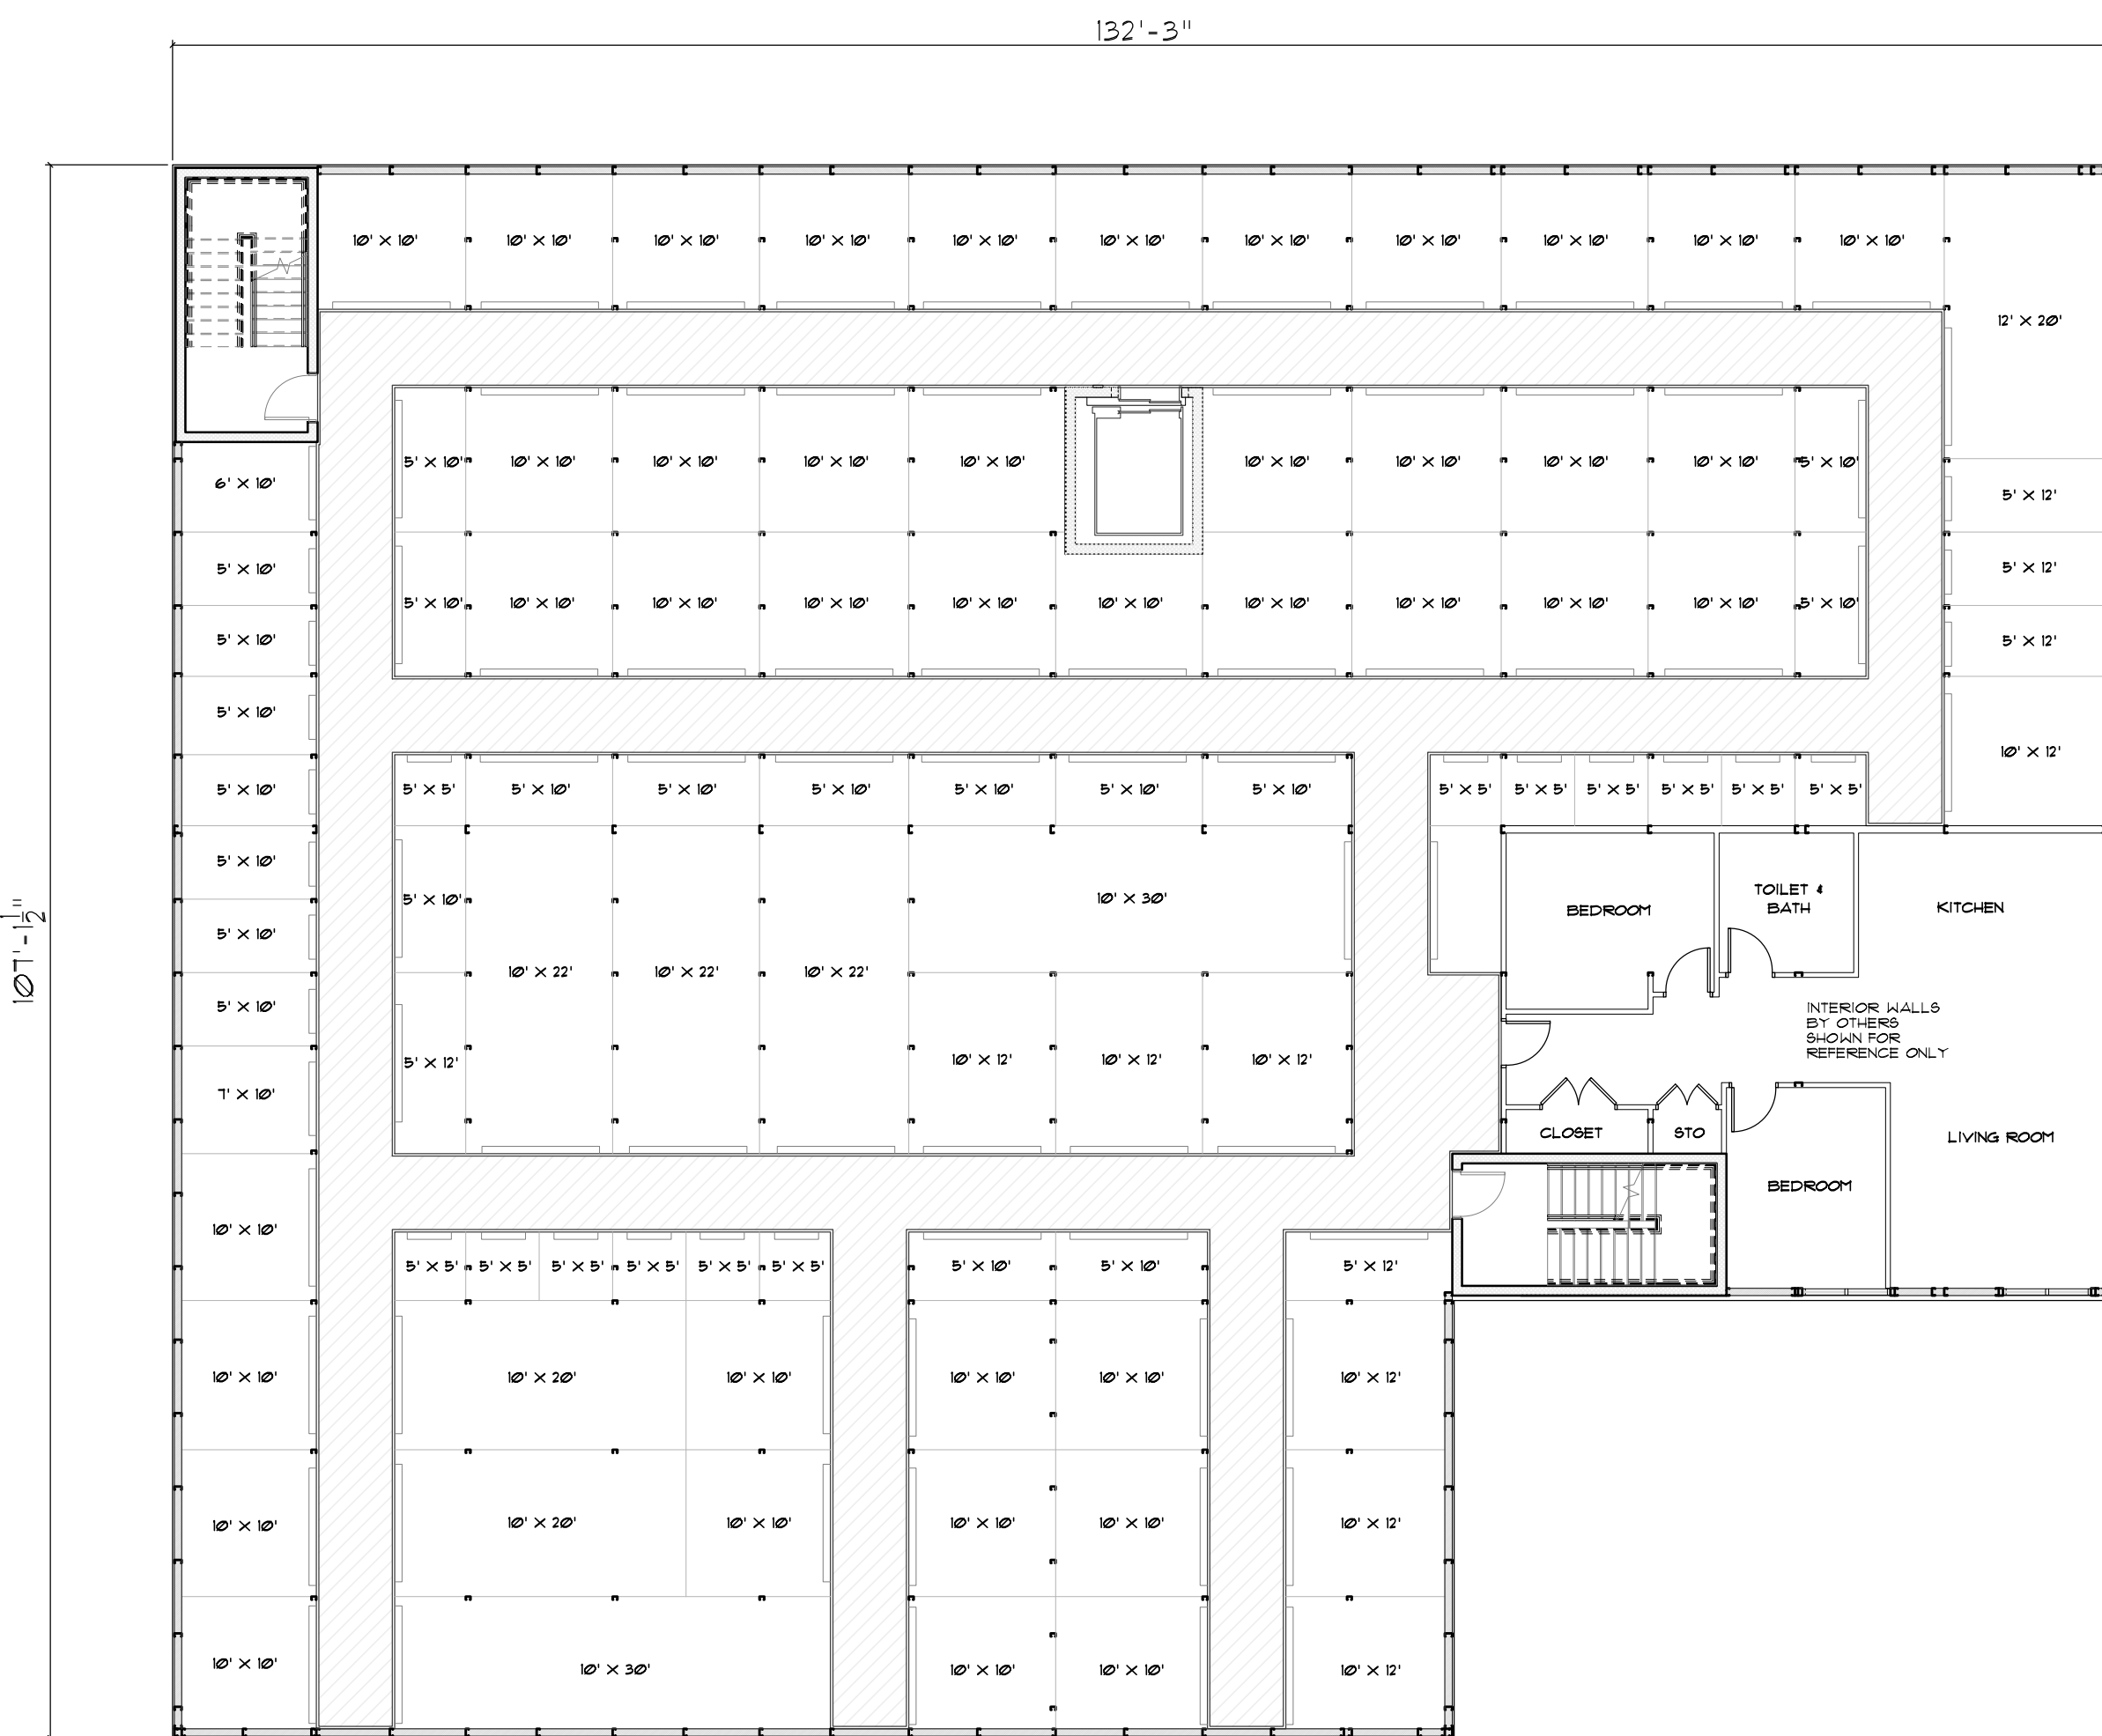 132'-3"
107'-1 1/2"
10' X 10' 10' X 10' 10' X 10' 10' X 10' 10' X 10' 10' X 10' 10' X 10' 10' X 10' 10' X 10' 10' X 10' 10' X 10'
12' X 20'
5' X 10' 10' X 10' 10' X 10' 10' X 10' 10' X 10' 10' X 10' 10' X 10' 10' X 10' 10' X 10' 5' X 10'
6' X 10'
5' X 12'
5' X 10'
5' X 12'
5' X 10' 10' X 10' 10' X 10' 10' X 10' 10' X 10' 10' X 10' 10' X 10' 10' X 10' 10' X 10' 10' X 10' 5' X 10'
5' X 10'
5' X 12'
5' X 10'
10' X 12'
5' X 10'
5' X 5' 5' X 10' 5' X 10' 5' X 10' 5' X 10' 5' X 10' 5' X 10'
5' X 5' 5' X 5' 5' X 5' 5' X 5' 5' X 5' 5' X 5'
5' X 10'
5' X 10'
10' X 30'
BEDROOM
TOILET &
BATH
KITCHEN
5' X 10'
10' X 22' 10' X 22' 10' X 22'
5' X 10'
INTERIOR WALLS
BY OTHERS
SHOWN FOR
REFERENCE ONLY
5' X 12'
10' X 12' 10' X 12' 10' X 12'
7' X 10'
CLOSET
STO
LIVING ROOM
BEDROOM
10' X 10'
5' X 5' 5' X 5' 5' X 5' 5' X 5' 5' X 5' 5' X 5'
5' X 10' 5' X 10'
5' X 12'
10' X 10'
10' X 20' 10' X 10'
10' X 10' 10' X 10'
10' X 12'
10' X 10'
10' X 20' 10' X 10'
10' X 10' 10' X 10'
10' X 12'
10' X 10'
10' X 30'
10' X 10' 10' X 10'
10' X 12'